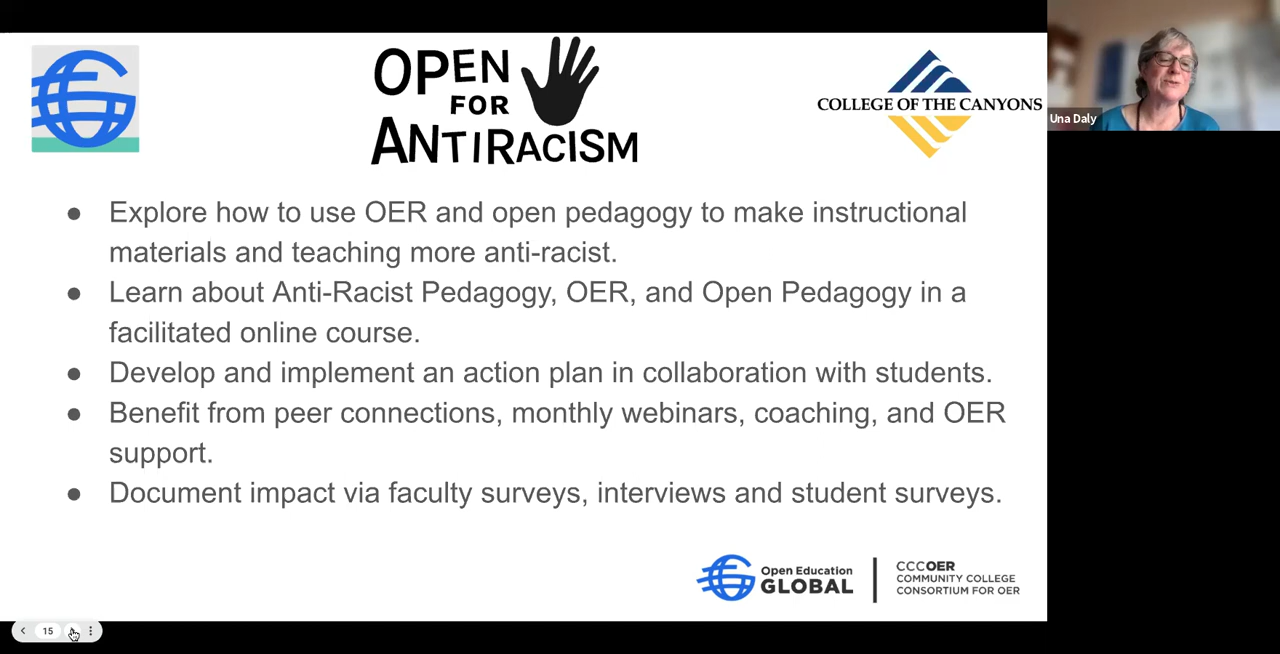 OPEN
FOR
ANTIRACISM
COLLEGE OF THE CANYONS
Una Daly
● Explore how to use OER and open pedagogy to make instructional
materials and teaching more anti-racist.
● Learn about Anti-Racist Pedagogy, OER, and Open Pedagogy in a
facilitated online course.
● Develop and implement an action plan in collaboration with students.
● Benefit from peer connections, monthly webinars, coaching, and OER
support.
● Document impact via faculty surveys, interviews and student surveys.
Open Education
GLOBAL
CCCOER
COMMUNITY COLLEGE
CONSORTIUM FOR OER
15